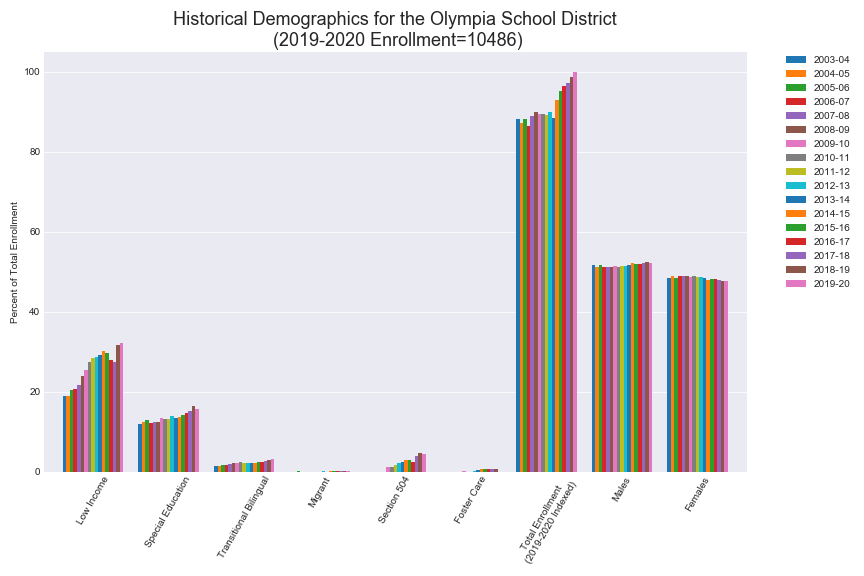 Historical Demographics for the Olympia School District
(2019-2020 Enrollment=10486)
Percent of Total Enrollment
100
80
60
40
20
0
Low Income
Special Education
Transitional Bilingual
Migrant
Section 504
Foster Care
Total Enrollment
(2019-2020 Indexed)
Males
Females
2003-04
2004-05
2005-06
2006-07
2007-08
2008-09
2009-10
2010-11
2011-12
2012-13
2013-14
2014-15
2015-16
2016-17
2017-18
2018-19
2019-20